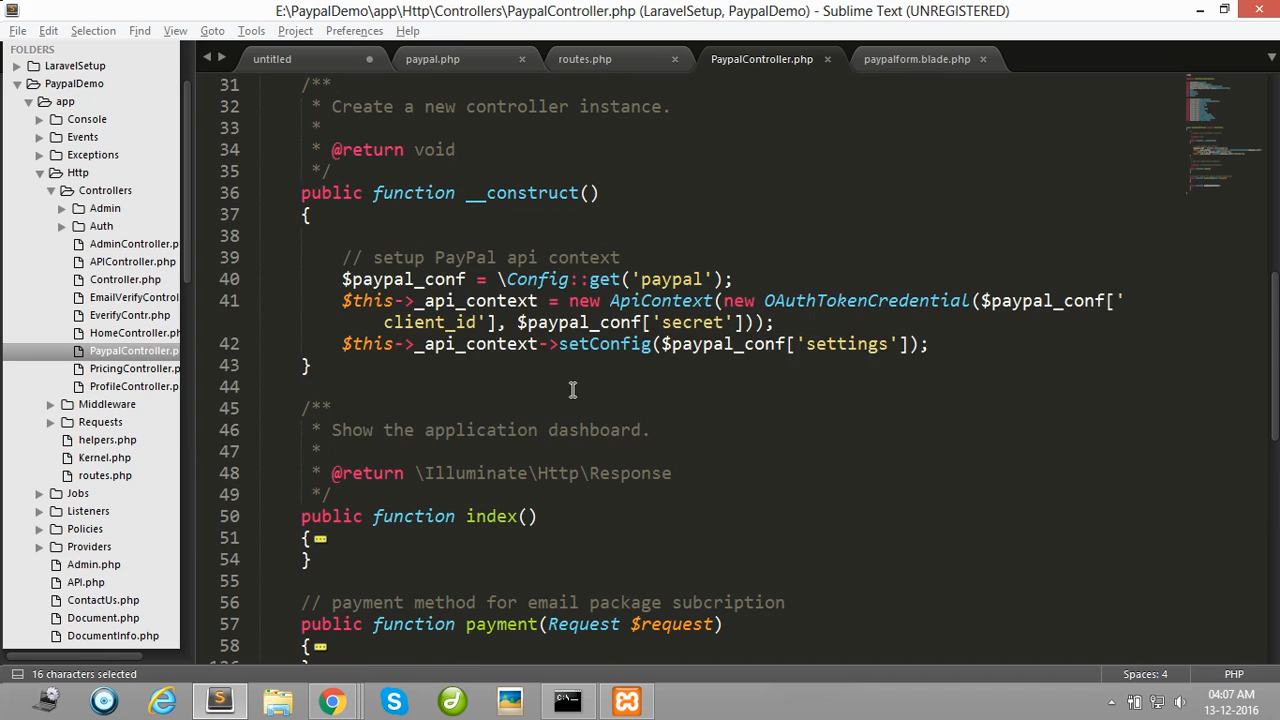 E:\PaypalDemo\app\Http\Controllers\PaypalController.php (LaravelSetup, PaypalDemo) - Sublime Text (UNREGISTERED)
File Edit Selection Find View Goto Tools Project Preferences Help
FOLDERS
LaravelSetup
PaypalDemo
app
Console
Events
Exceptions
Http
Controllers
Admin
Auth
AdminController.p
APIController.php
Controller.php
EmailVerifyControl
EverifyContr.php
HomeController.ph
PaypalController.p
PricingController.p
ProfileController.p
Middleware
Requests
helpers.php
Kernel.php
routes.php
Jobs
Listeners
Policies
Providers
Admin.php
API.php
ContactUs.php
Document.php
DocumentInfo.php
untitled paypal.php routes.php PaypalController.php paypalform.blade.php
31 /**
32 * Create a new controller instance.
33 *
34 * @return void
35 */
36 public function __construct()
37 {
38
39 // setup PayPal api context
40 $paypal_conf = \Config::get('paypal');
41 $this->_api_context = new ApiContext(new OAuthTokenCredential($paypal_conf['
client_id'], $paypal_conf['secret']));
42 $this->_api_context->setConfig($paypal_conf['settings']);
43 }
44
45 /**
46 * Show the application dashboard.
47 *
48 * @return \Illuminate\Http\Response
49 */
50 public function index()
51 {
54 }
55
56 // payment method for email package subcription
57 public function payment(Request $request)
58 {
16 characters selected Spaces: 4 PHP
04:07 AM
13-12-2016